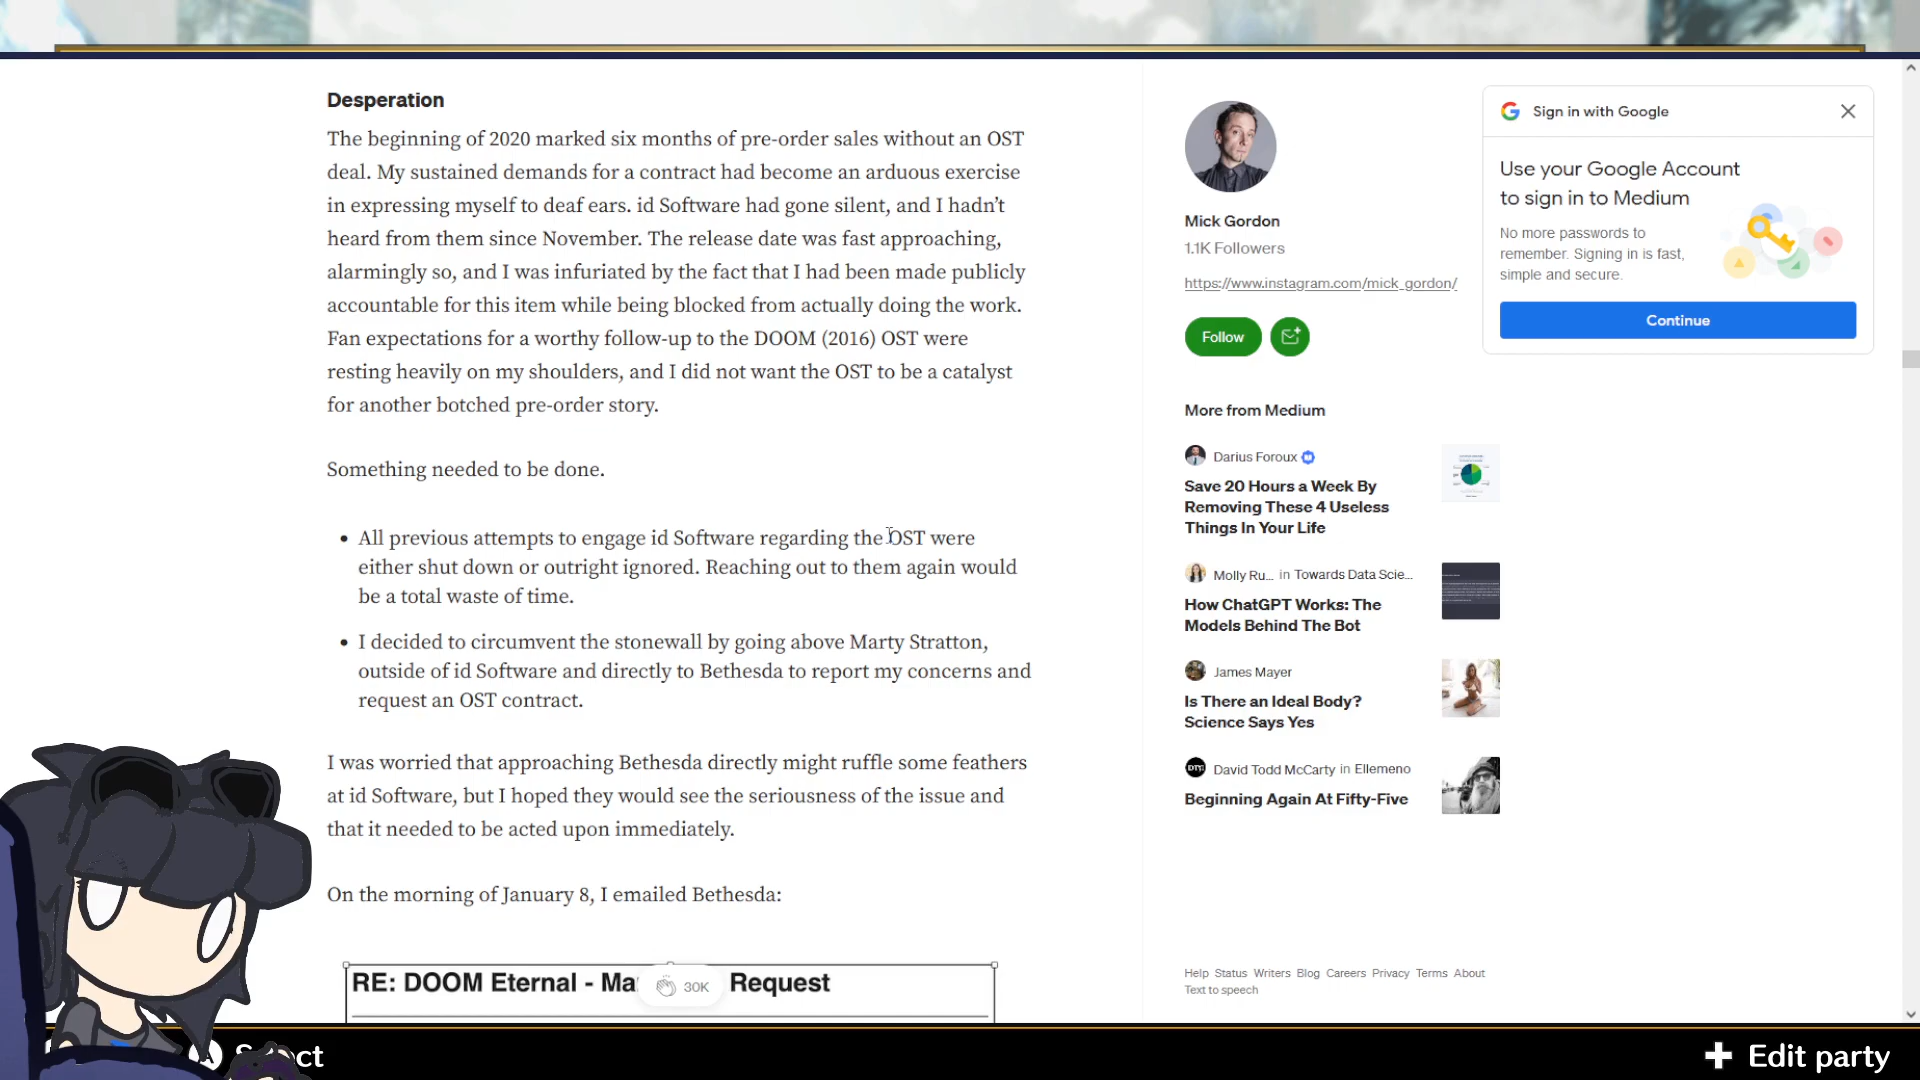 Desperation
The beginning of 2020 marked six months of pre-order sales without an OST
deal. My sustained demands for a contract had become an arduous exercise
in expressing myself to deaf ears. id Software had gone silent, and I hadn’t
heard from them since November. The release date was fast approaching,
alarmingly so, and I was infuriated by the fact that I had been made publicly
accountable for this item while being blocked from actually doing the work.
Fan expectations for a worthy follow-up to the DOOM (2016) OST were
resting heavily on my shoulders, and I did not want the OST to be a catalyst
for another botched pre-order story.
Something needed to be done.
• All previous attempts to engage id Software regarding the OST were
either shut down or outright ignored. Reaching out to them again would
be a total waste of time.
• I decided to circumvent the stonewall by going above Marty Stratton,
outside of id Software and directly to Bethesda to report my concerns and
request an OST contract.
I was worried that approaching Bethesda directly might ruffle some feathers
at id Software, but I hoped they would see the seriousness of the issue and
that it needed to be acted upon immediately.
On the morning of January 8, I emailed Bethesda:
RE: DOOM Eternal - Request
30K
Mick Gordon
1.1K Followers
https://www.instagram.com/mick_gordon/
Follow
More from Medium
Darius Foroux
Save 20 Hours a Week By
Removing These 4 Useless
Things In Your Life
Molly Ru... in Towards Data Scie...
How ChatGPT Works: The
Models Behind The Bot
James Mayer
Is There an Ideal Body?
Science Says Yes
DTM
David Todd McCarty in Ellemeno
Beginning Again At Fifty-Five
Help Status Writers Blog Careers Privacy Terms About
Text to speech
Sign in with Google
Use your Google Account
to sign in to Medium
No more passwords to
remember. Signing in is fast,
simple and secure.
Continue
Edit party